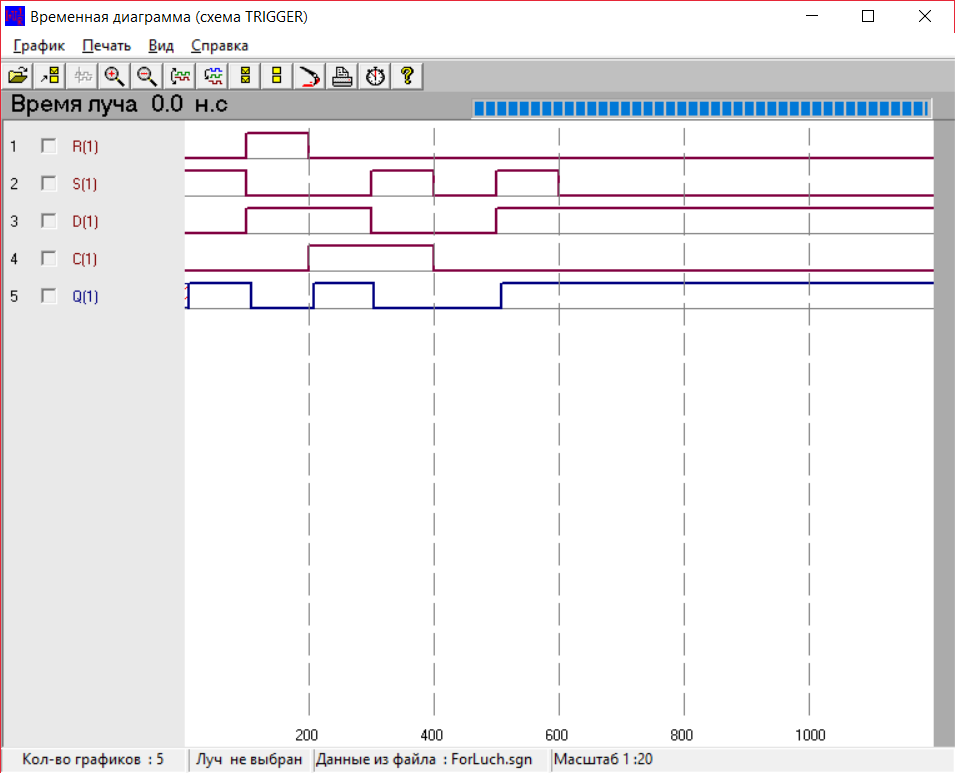 Временная диаграмма (схема TRIGGER)
График Печать Вид Справка
Время луча 0.0 н.с
1 R(1)
2 S(1)
3 D(1)
4 C(1)
5 Q(1)
200 400 600 800 1000
Кол-во графиков : 5 Луч не выбран Данные из файла : ForLuch.sgn Масштаб 1 :20